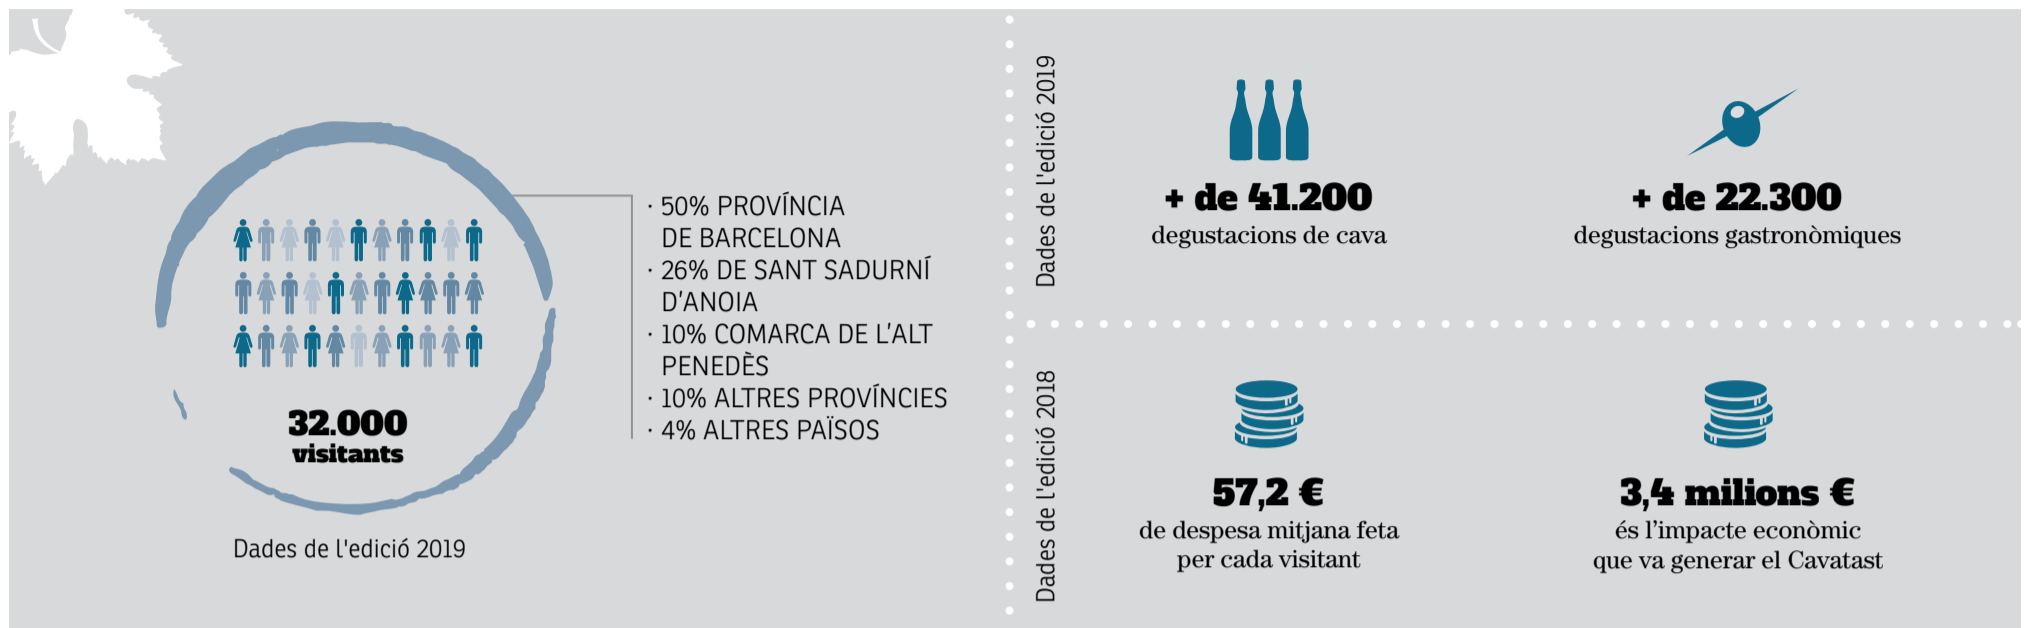 32.000
visitants
Dades de l'edició 2019
· 50% PROVÍNCIA
DE BARCELONA
· 26% DE SANT SADURNÍ
D'ANOIA
· 10% COMARCA DE L'ALT
PENEDÈS
· 10% ALTRES PROVÍNCIES
· 4% ALTRES PAÏSOS
Dades de l'edició 2019
+ de 41.200
degustacions de cava
+ de 22.300
degustacions gastronòmiques
Dades de l'edició 2018
57,2 €
de despesa mitjana feta
per cada visitant
3,4 milions €
és l'impacte econòmic
que va generar el Cavatast